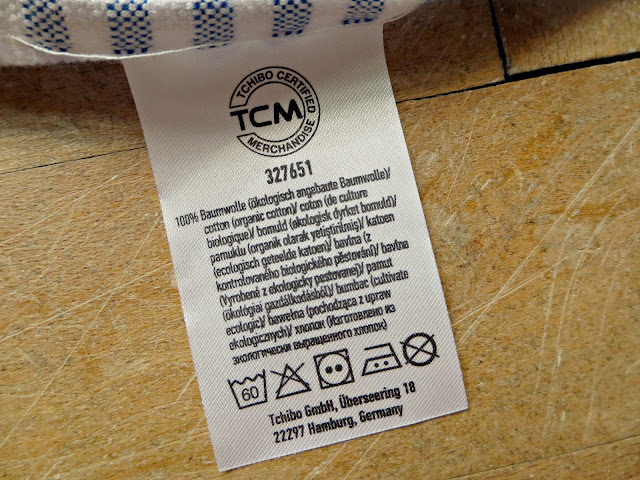 TCHIBO CERTIFIED
TCM
MERCHANDISE
327651
100% Baumwolle (ökologisch angebaute Baumwolle)/
cotton (organic cotton)/ coton (de culture
biologique)/ bomuld (økologisk dyrket bomuld)/
pamuklu (organik olarak yetiştirilmiş)/ katoen
(ecologisch geteelde katoen)/ bavlna (z
kontrolovaného biologického pěstování)/ bavlna
(Vyrobené z ekologicky pestovanej)/ pamut
(ökológiai gazdálkodásból)/ bumbac (cultivate
ecologic)/ bawełna (pochodząca z upraw
ekologicznych)/ хлопок (Изготовлено из
экологически выращенного хлопок)
60
Tchibo GmbH, Überseering 18
22297 Hamburg, Germany